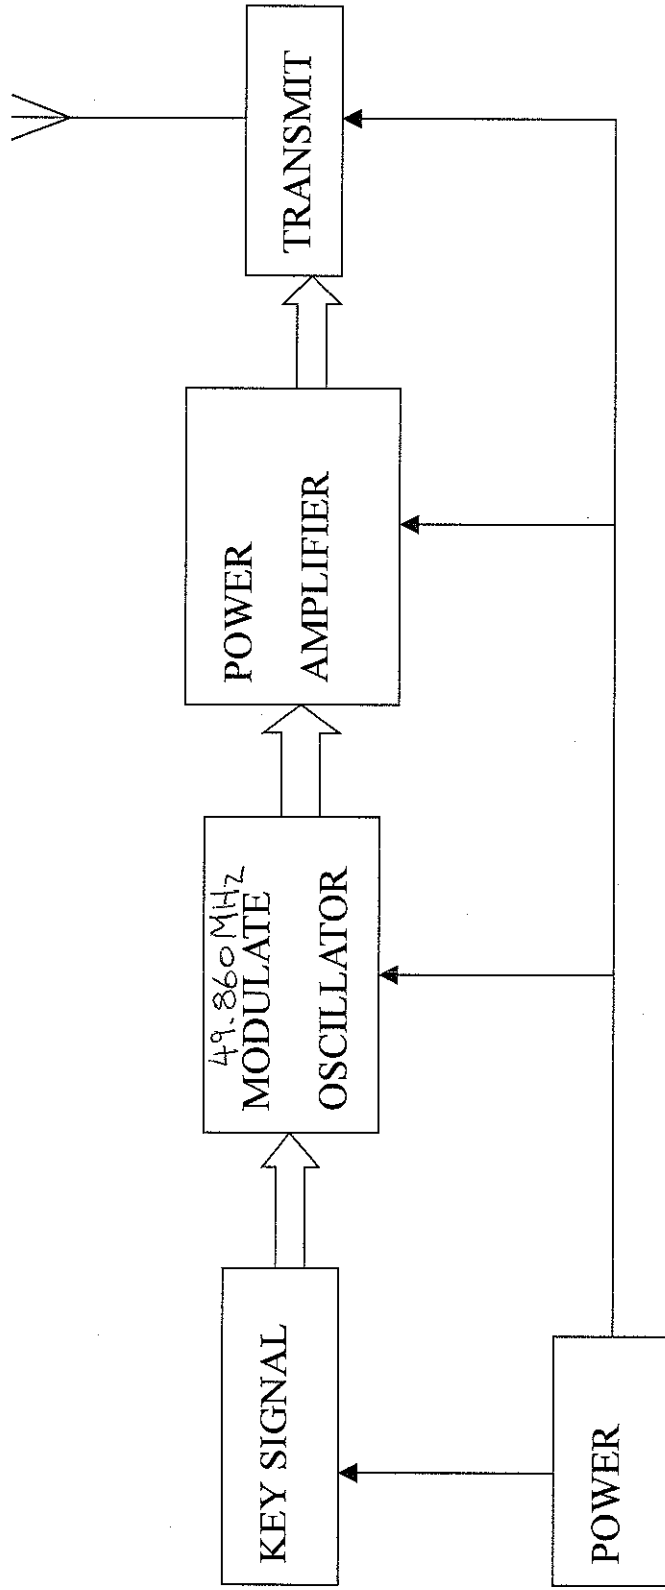 KEY SIGNAL
49.860MHz
MODULATE
OSCILLATOR
POWER
AMPLIFIER
TRANSMIT
POWER